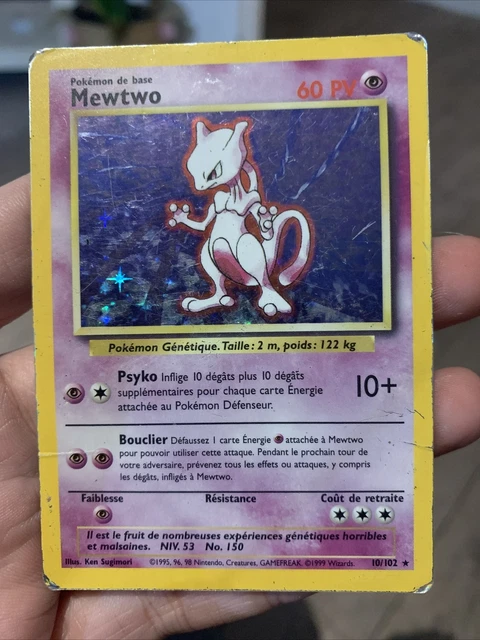 Pokémon de base
Mewtwo
60 PV
Pokémon Génétique. Taille: 2 m, poids: 122 kg
Psyko Inflige 10 dégâts plus 10 dégâts
supplémentaires pour chaque carte Énergie
attachée au Pokémon Défenseur.
10+
Bouclier Défaussez 1 carte Énergie attachée à Mewtwo
pour pouvoir utiliser cette attaque. Pendant le prochain tour de
votre adversaire, prévenez tous les effets ou attaques, y compris
les dégâts, infligés à Mewtwo.
Faiblesse Résistance Coût de retraite
Il est le fruit de nombreuses expériences génétiques horribles
et malsaines. NIV. 53 No. 150
Illus. Ken Sugimori ©1995, 96, 98 Nintendo, Creatures, GAMEFREAK. ©1999 Wizards. 10/102